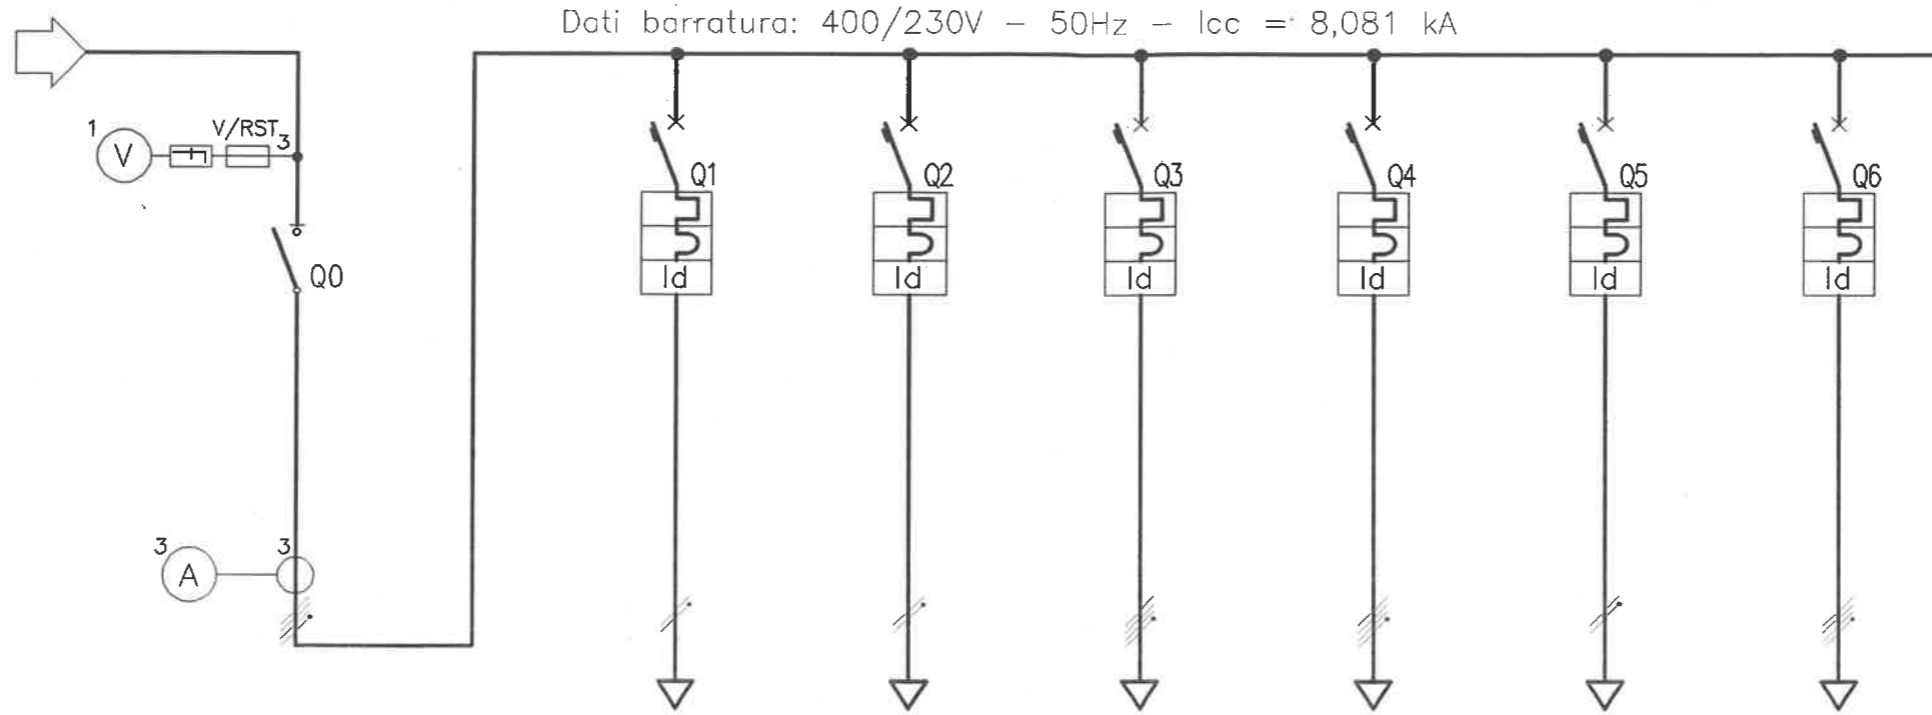 Dati barratura: 400/230V - 50Hz - Icc = 8,081 kA
1
V/RST
3
V
Q1
Q2
Q3
Q4
Q5
Q6
Q0
Id
Id
Id
Id
Id
Id
3
3
A